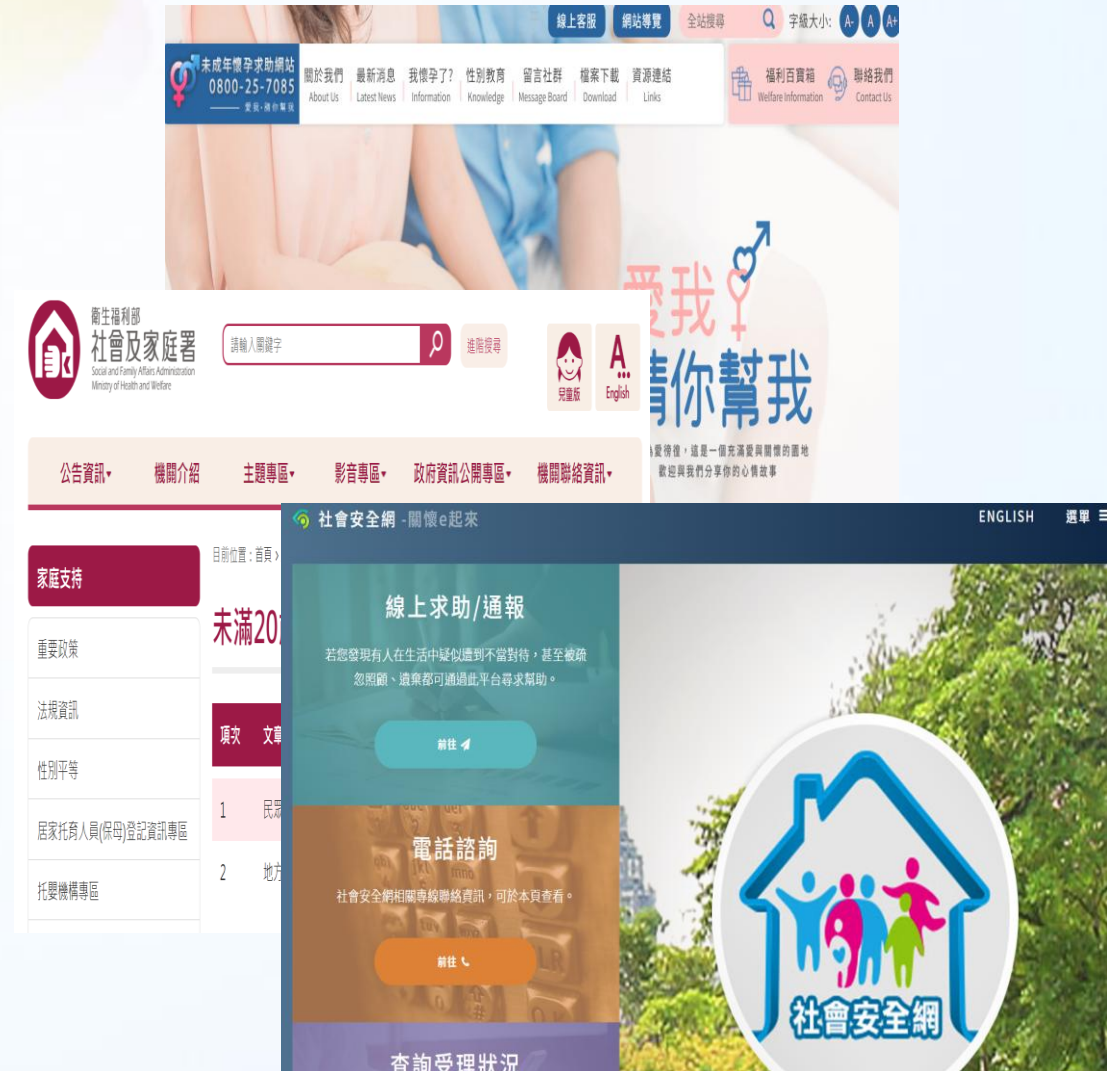 線上客服 網站導覽 全站搜尋 字級大小: A- A A+
未成年懷孕求助網站
0800-25-7085
關於我們 最新消息 我懷孕了? 性別教育 留言社群 檔案下載 資源連結
About Us Latest News Information Knowledge Message Board Download Links
福利百寶箱 聯絡我們
Welfare Information Contact Us
愛我
請你幫我
愛徬徨，這是一個充滿愛與關懷的園地
歡迎與我們分享你的心情故事
衛生福利部
社會及家庭署
Social and Family Affairs Administration
Ministry of Health and Welfare
請輸入關鍵字
進階搜尋
兒童版
A...
English
公告資訊 機關介紹 主題專區 影音專區 政府資訊公開專區 機關聯絡資訊
家庭支持
重要政策
法規資訊
性別平等
居家托育人員(保母)登記資訊專區
托嬰機構專區
目前位置：首頁 ›
未滿20
項次 文章
1 民眾
2 地方
社會安全網 -關懷e起來
ENGLISH 選單
線上求助/通報
若您發現有人在生活中疑似遭到不當對待，甚至被疏
忽照顧、遺棄都可通過此平台尋求幫助。
前往
電話諮詢
社會安全網相關專線聯絡資訊，可於本頁查看。
前往
查詢受理狀況
社會安全網